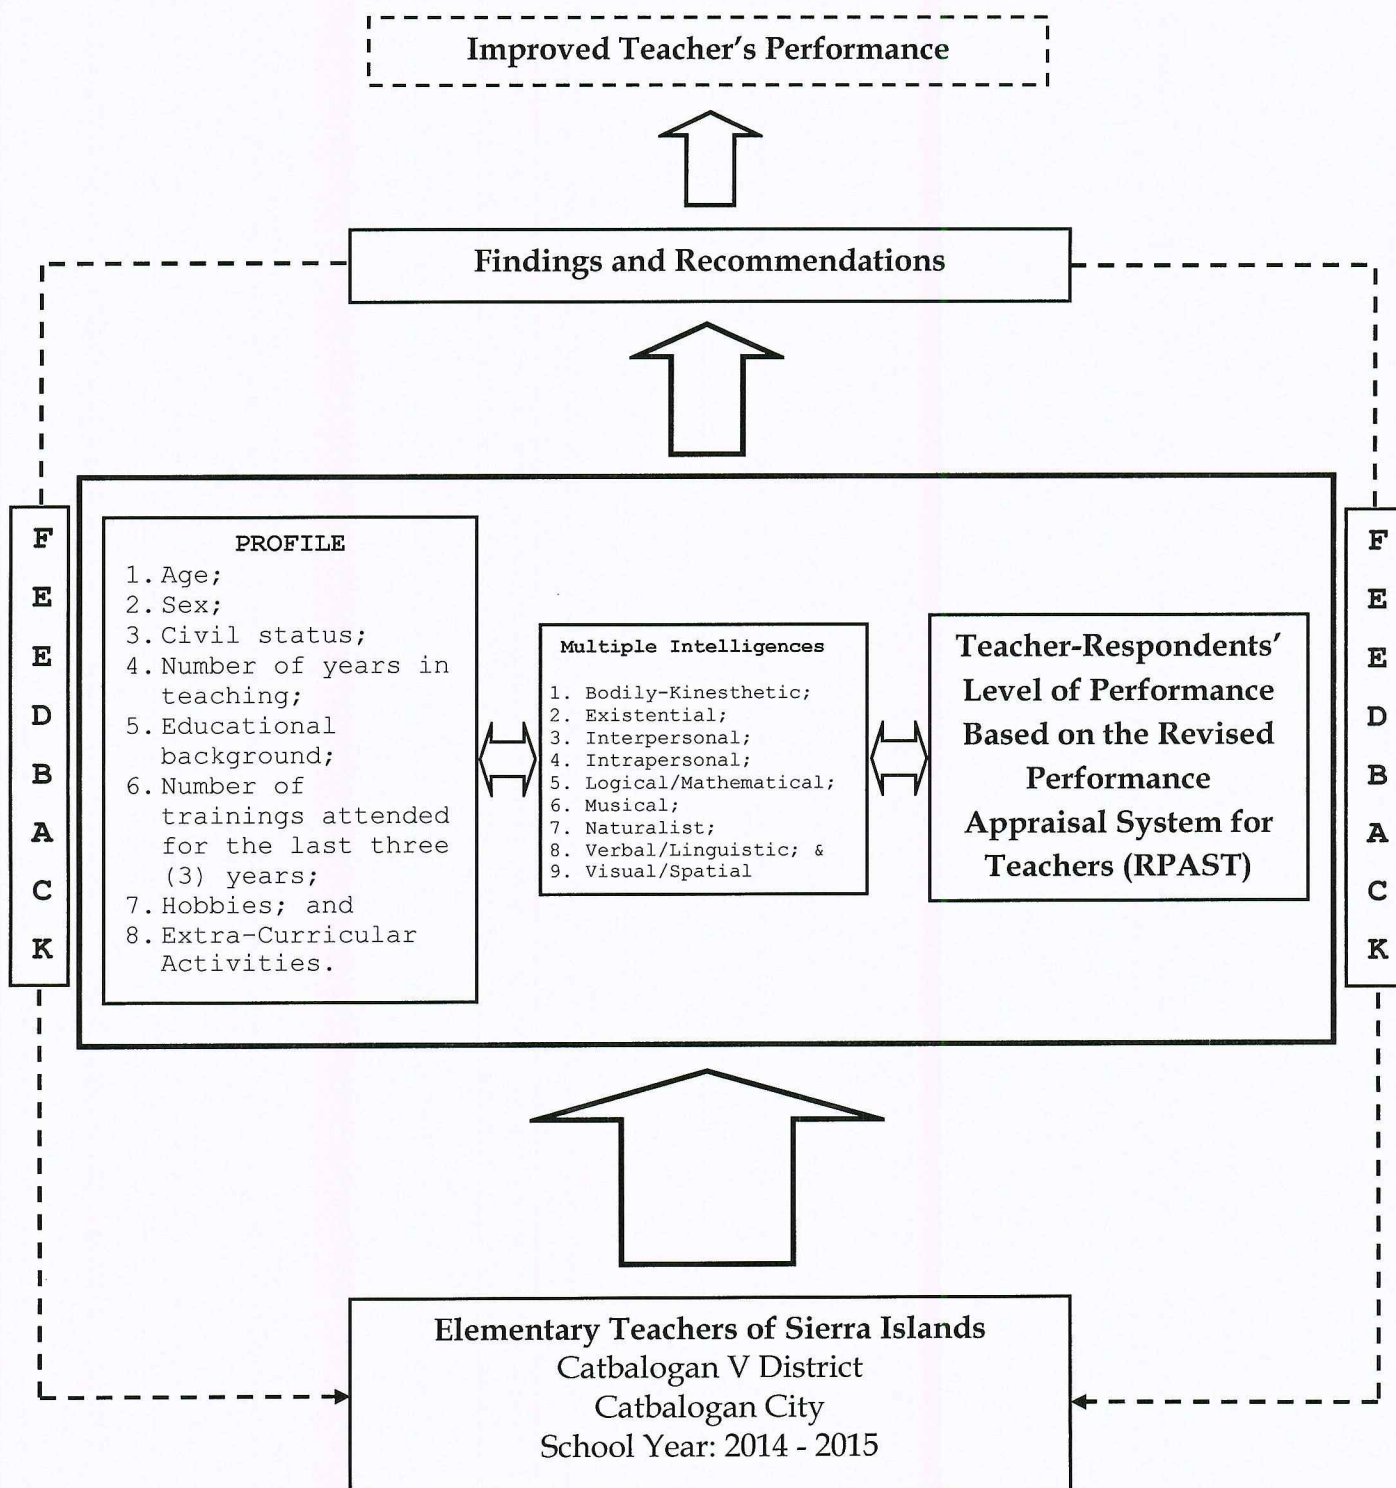 Improved Teacher's Performance
Findings and Recommendations
F
E
E
D
B
A
C
K
PROFILE
1. Age;
2. Sex;
3. Civil status;
4. Number of years in
teaching;
5. Educational
background;
6. Number of
trainings attended
for the last three
(3) years;
7. Hobbies; and
8. Extra-Curricular
Activities.
Multiple Intelligences
1. Bodily-Kinesthetic;
2. Existential;
3. Interpersonal;
4. Intrapersonal;
5. Logical/Mathematical;
6. Musical;
7. Naturalist;
8. Verbal/Linguistic; &
9. Visual/Spatial
Teacher-Respondents'
Level of Performance
Based on the Revised
Performance
Appraisal System for
Teachers (RPAST)
F
E
E
D
B
A
C
K
Elementary Teachers of Sierra Islands
Catbalogan V District
Catbalogan City
School Year: 2014 - 2015